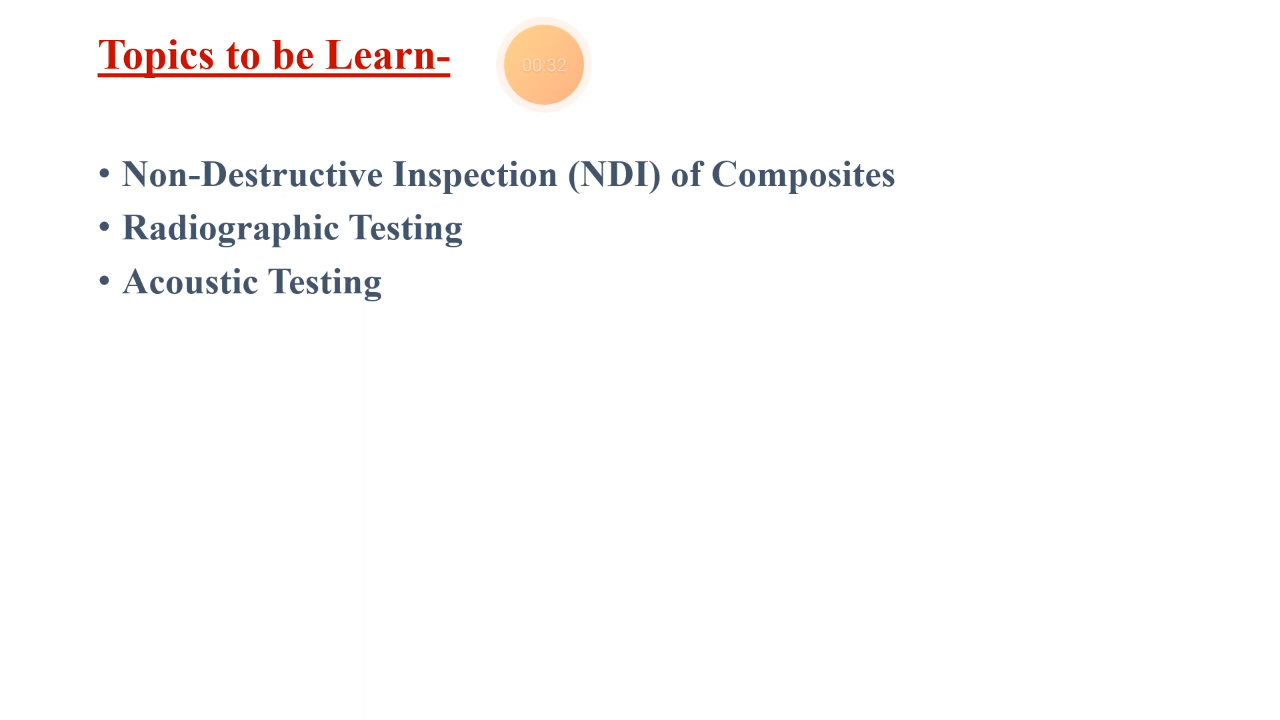 Topics to be Learn-
00:32
• Non-Destructive Inspection (NDI) of Composites
• Radiographic Testing
• Acoustic Testing